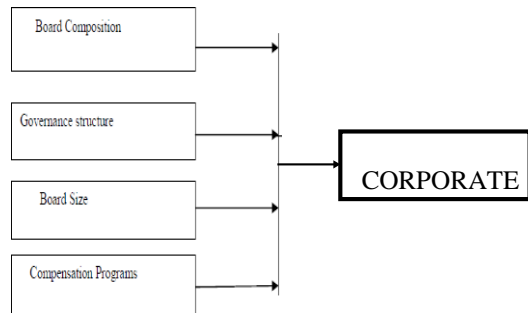 Board Composition
Governance structure
Board Size
Compensation Programs
CORPORATE